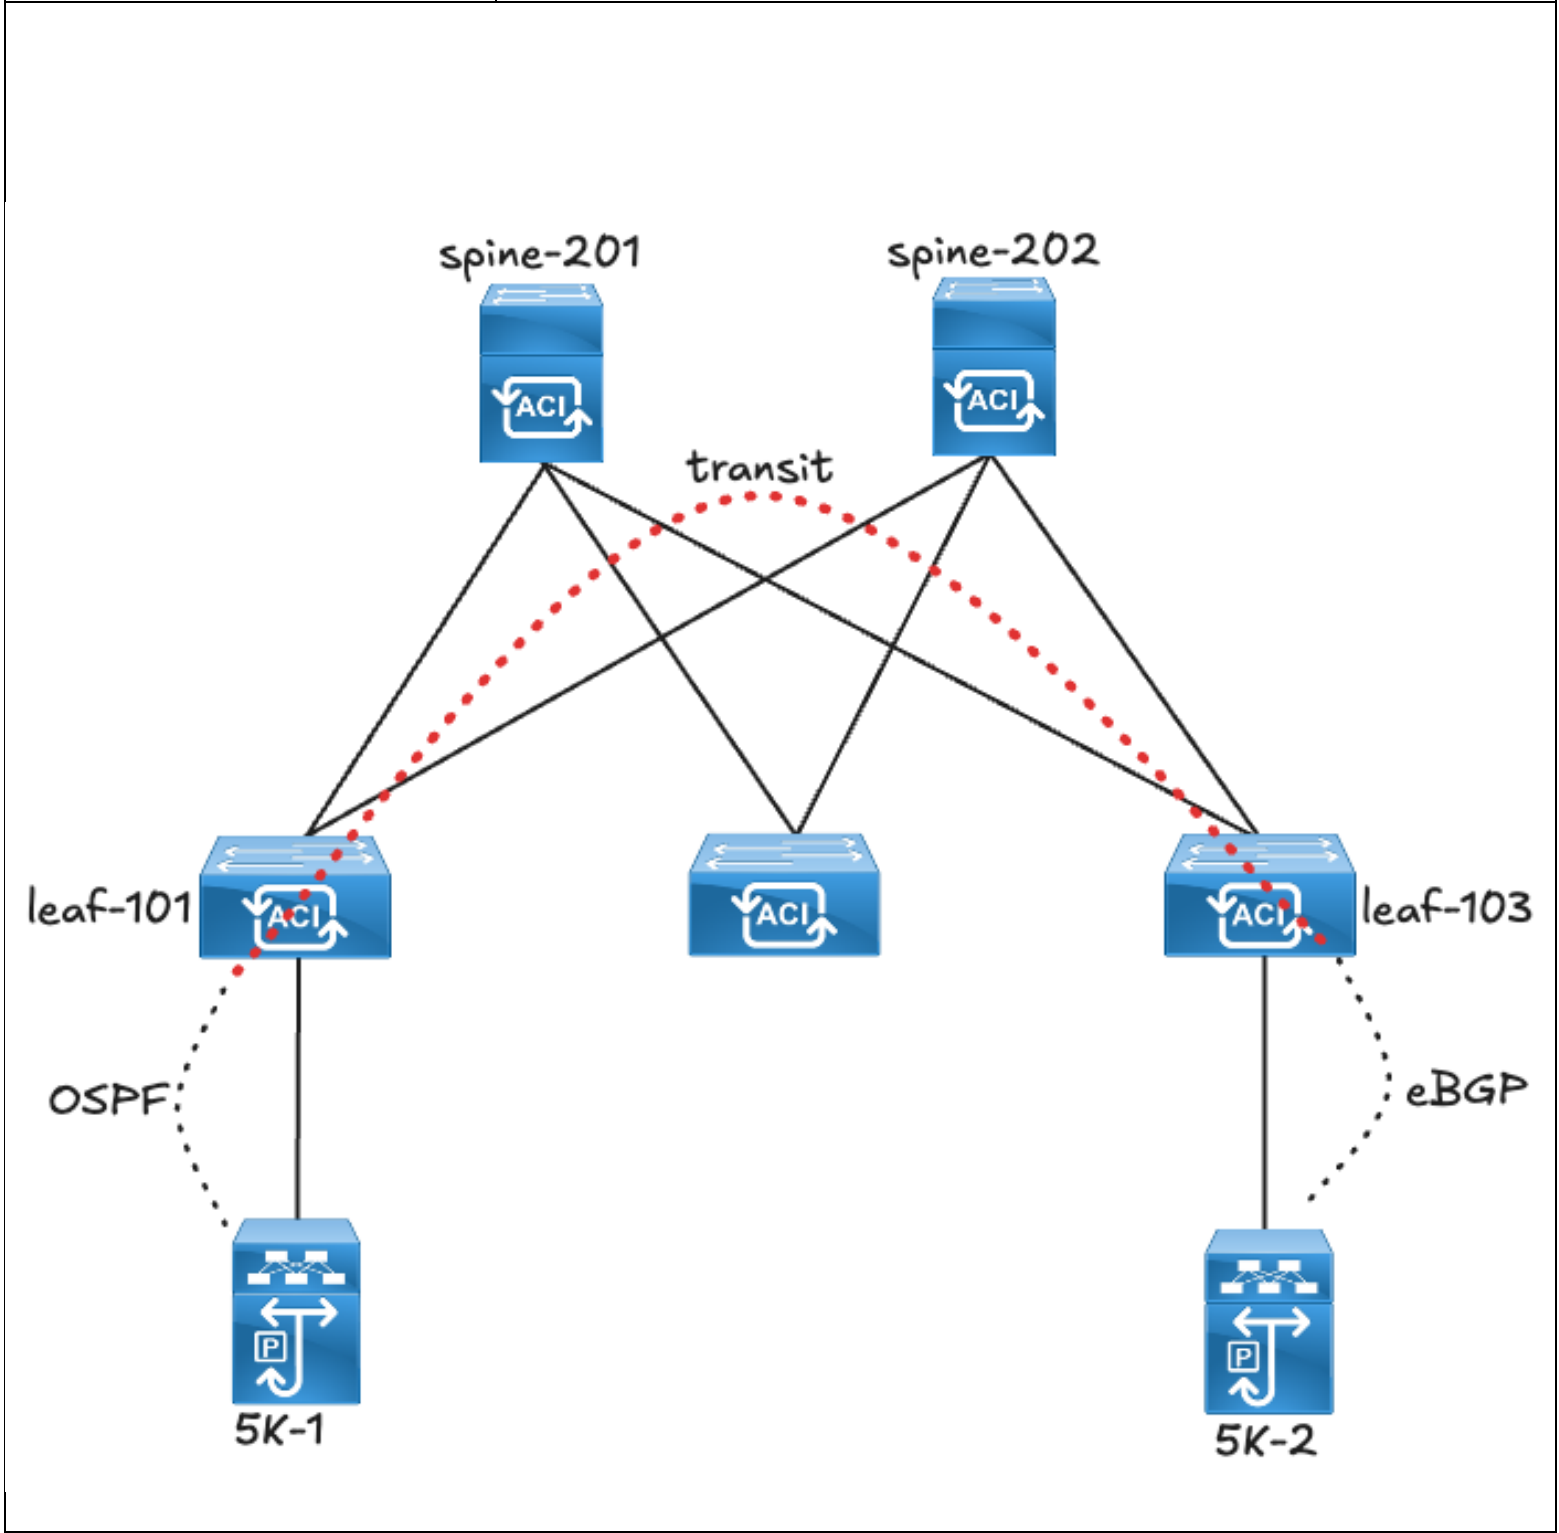 spine-201
spine-202
ACI
ACI
transit
leaf-101
ACI
ACI
ACI
leaf-103
OSPF
eBGP
P
P
5K-1
5K-2